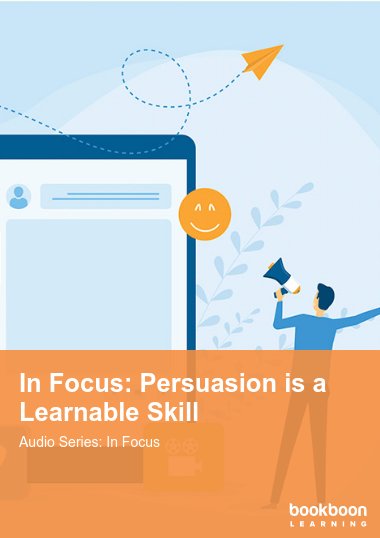 In Focus: Persuasion is a
Learnable Skill
Audio Series: In Focus
bookboon
LEARNING